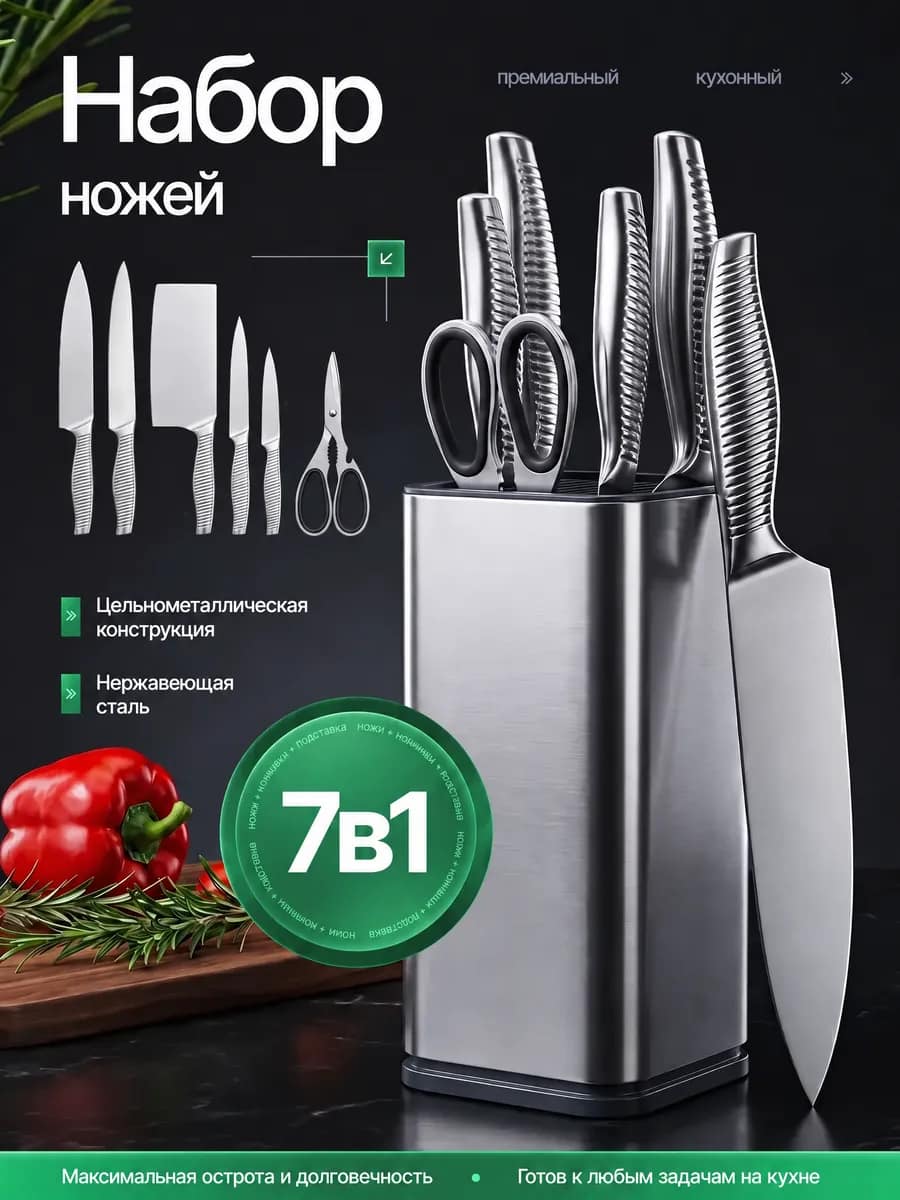 Набор
ножей
премиальный
кухонный
Цельнометаллическая
конструкция
Нержавеющая
сталь
7в1
Максимальная острота и долговечность
Готов к любым задачам на кухне